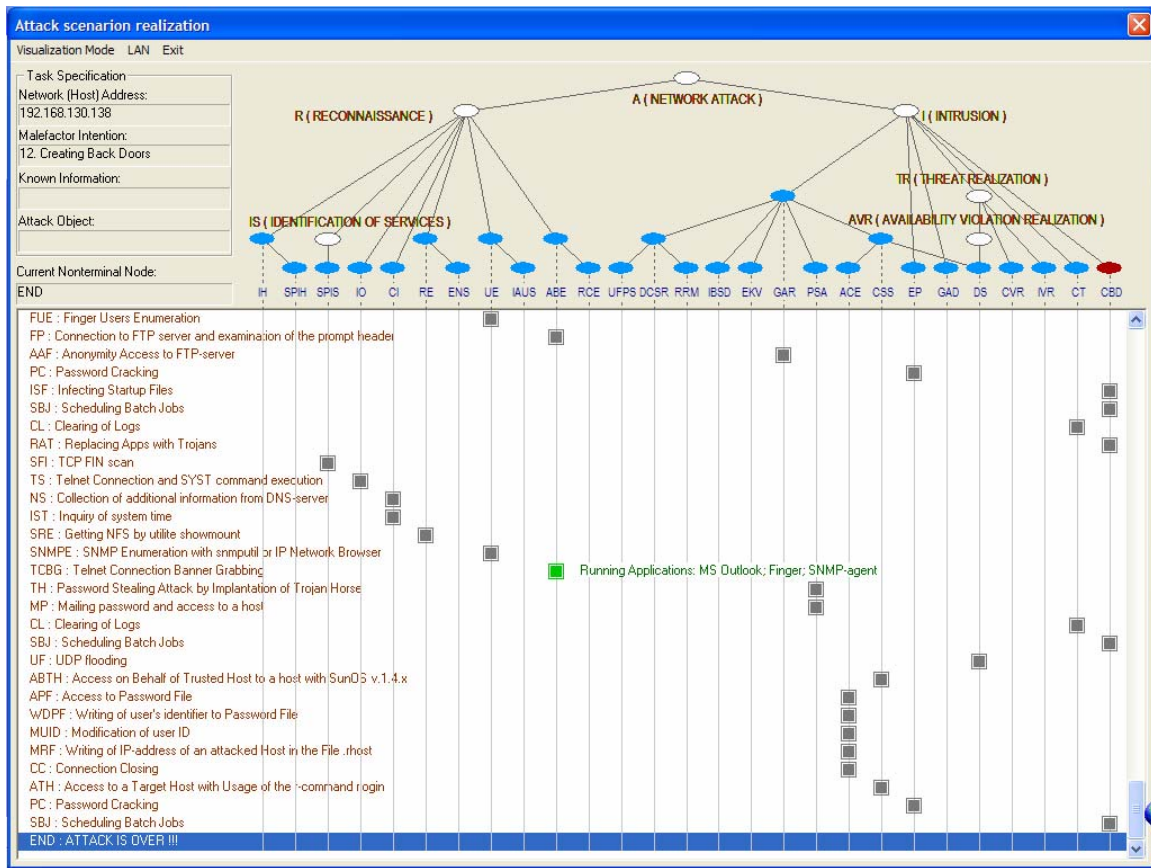 Attack scenarion realization
Visualization Mode LAN Exit
Task Specification
Network (Host) Address:
192.168.130.138
Malefactor Intention:
12. Creating Back Doors
Known Information:
Attack Object:
Current Nonterminal Node:
END
A ( NETWORK ATTACK )
R ( RECONNAISSANCE )
I ( INTRUSION )
TR ( THREAT REALIZATION )
IS ( IDENTIFICATION OF SERVICES )
AVR ( AVAILABILITY VIOLATION REALIZATION )
IH SPIH SPIS IO CI RE ENS UE IAUS ABE RCE UFPS DCSR RRM IBSD EKV GAR PSA ACE CSS EP GAD DS CVR IVR CT CBD
FUE : Finger Users Enumeration
FP : Connection to FTP server and examination of the prompt header
AAF : Anonymity Access to FTP-server
PC : Password Cracking
ISF : Infecting Startup Files
SBJ : Scheduling Batch Jobs
CL : Clearing of Logs
RAT : Replacing Apps with Trojans
SFI : TCP FIN scan
TS : Telnet Connection and SYST command execution
NS : Collection of additional information from DNS-server
IST : Inquiry of system time
SRE : Getting NFS by utilite showmount
SNMPE : SNMP Enumeration with snmputil or IP Network Browser
TCBG : Telnet Connection Banner Grabbing Running Applications: MS Outlook; Finger; SNMP-agent
TH : Password Stealing Attack by Implantation of Trojan Horse
MP : Mailing password and access to a host
CL : Clearing of Logs
SBJ : Scheduling Batch Jobs
UF : UDP flooding
ABTH : Access on Behalf of Trusted Host to a host with SunOS v.1.4.x
APF : Access to Password File
WDPF : Writing of user's identifier to Password File
MUID : Modification of user ID
MRF : Writing of IP-address of an attacked Host in the File .rhost
CC : Connection Closing
ATH : Access to a Target Host with Usage of the r-command rlogin
PC : Password Cracking
SBJ : Scheduling Batch Jobs
END : ATTACK IS OVER !!!